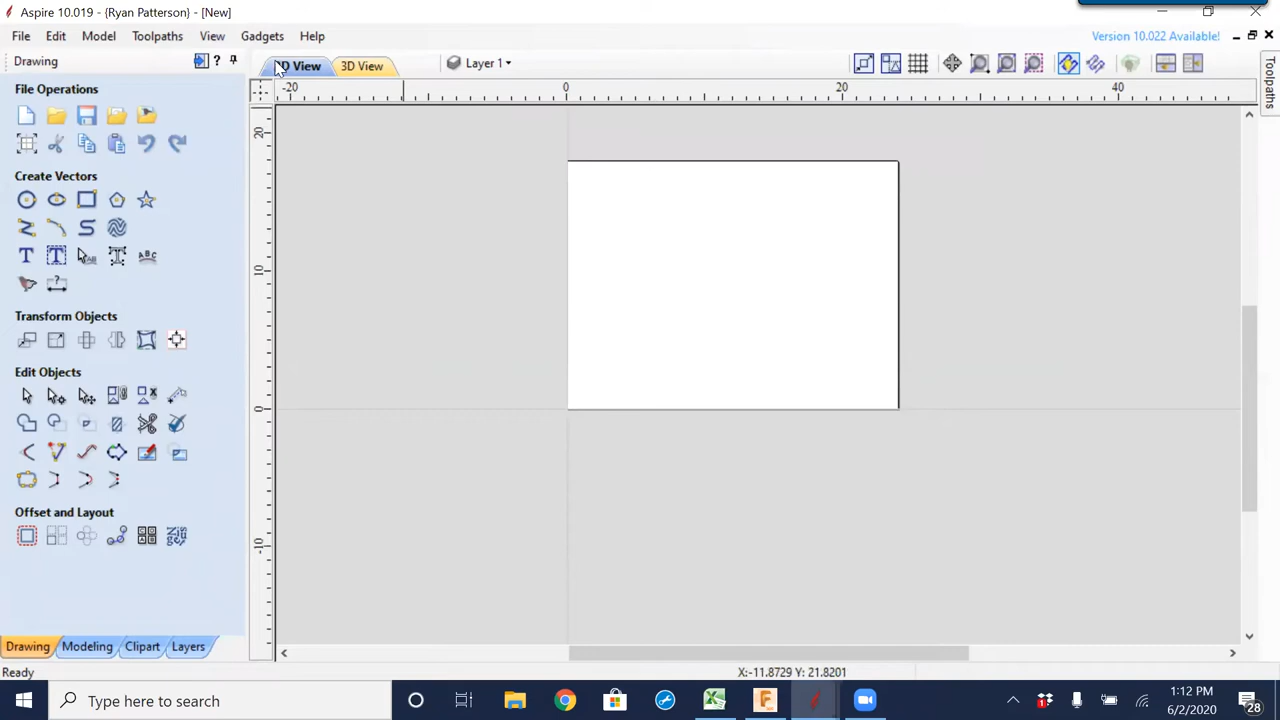 Aspire 10.019 - {Ryan Patterson} - [New]
File Edit Model Toolpaths View Gadgets Help
Version 10.022 Available!
Drawing
2D View
3D View
Layer 1
Toolpaths
-20 0 20 40
20
10
0
-10
File Operations
Create Vectors
Transform Objects
Edit Objects
Offset and Layout
Drawing Modeling Clipart Layers
Ready
X:-11.8729 Y: 21.8201
Type here to search
1:12 PM
6/2/2020
28